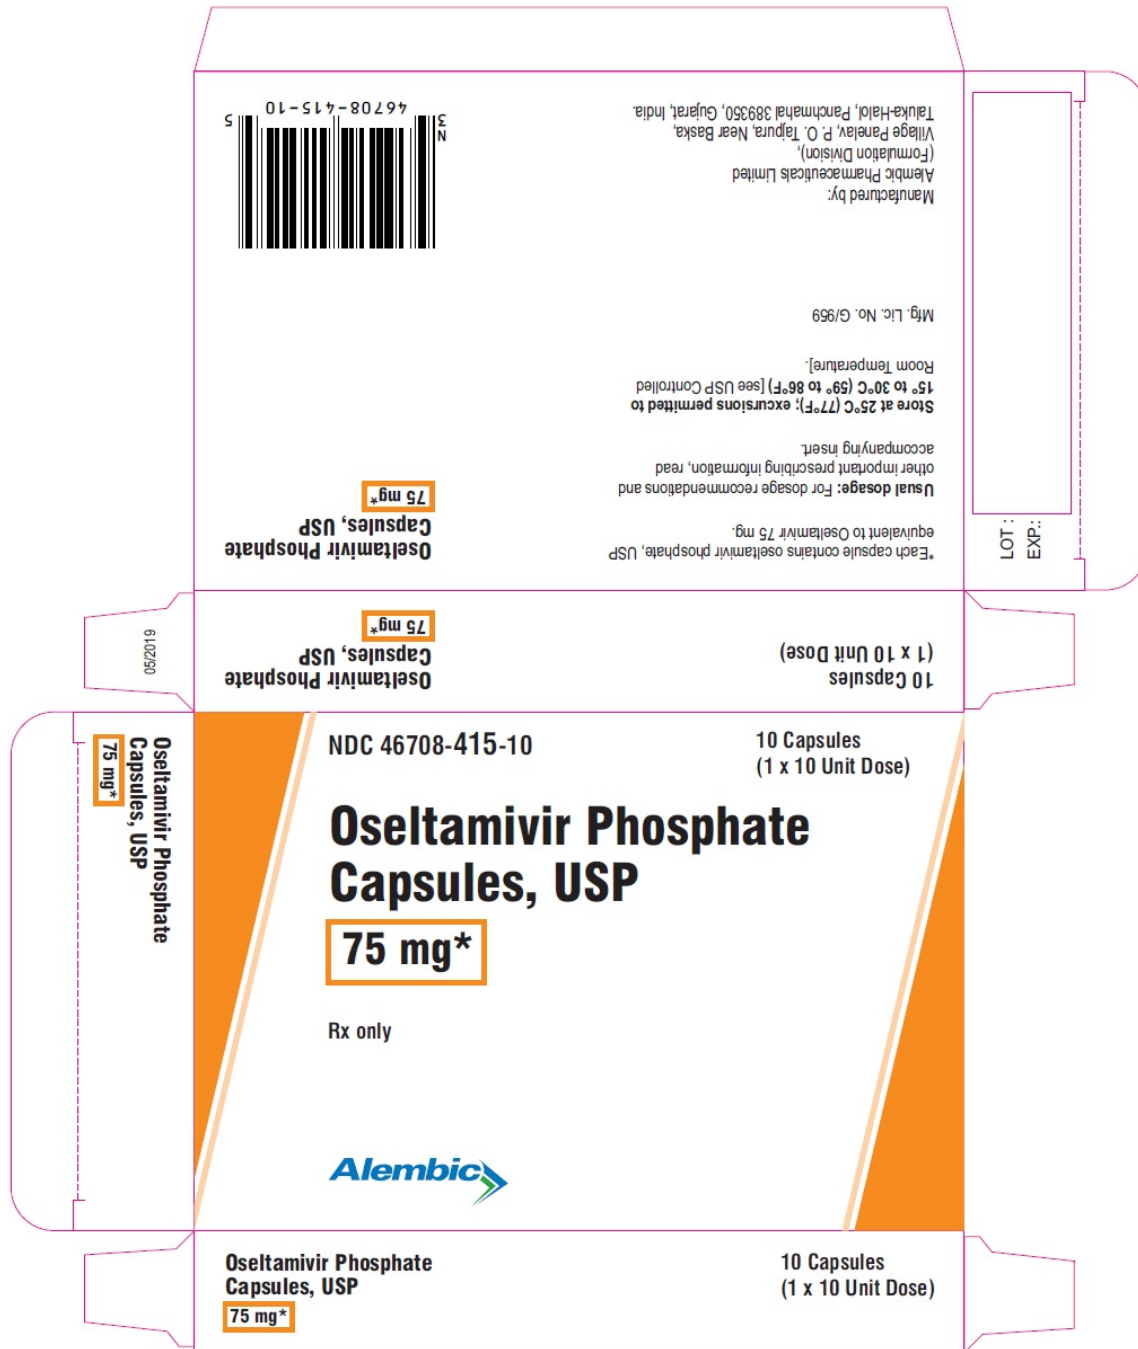 Manufactured by:
Alembic Pharmaceuticals Limited
(Formulation Division),
Village Panelav, P. O. Tajpura, Near Baska,
Taluka-Halol, Panchmahal 389350, Gujarat, India.
Mfg. Lic. No. G/959
Store at 25°C (77°F); excursions permitted to
15° to 30°C (59° to 86°F) [see USP Controlled
Room Temperature].
Usual dosage: For dosage recommendations and
other important prescribing information, read
accompanying insert.
*Each capsule contains oseltamivir phosphate, USP
equivalent to Oseltamivir 75 mg.
N
3 46708-415-10 5
Oseltamivir Phosphate
Capsules, USP
75 mg*
LOT :
EXP.:
05/2019
Oseltamivir Phosphate
Capsules, USP
75 mg*
10 Capsules
(1 x 10 Unit Dose)
Oseltamivir Phosphate
Capsules, USP
75 mg*
NDC 46708-415-10
10 Capsules
(1 x 10 Unit Dose)
Oseltamivir Phosphate
Capsules, USP
75 mg*
Rx only
Alembic
Oseltamivir Phosphate
Capsules, USP
75 mg*
10 Capsules
(1 x 10 Unit Dose)